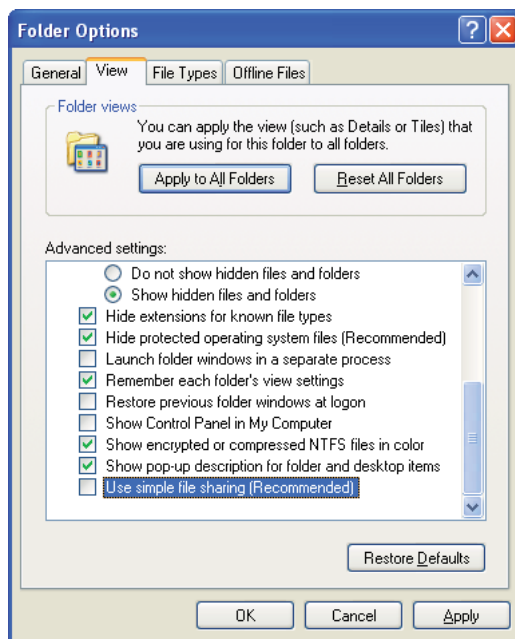 Folder Options
General
View
File Types
Offline Files
Folder views
You can apply the view (such as Details or Tiles) that
you are using for this folder to all folders.
Apply to All Folders
Reset All Folders
Advanced settings:
Do not show hidden files and folders
Show hidden files and folders
Hide extensions for known file types
Hide protected operating system files (Recommended)
Launch folder windows in a separate process
Remember each folder's view settings
Restore previous folder windows at logon
Show Control Panel in My Computer
Show encrypted or compressed NTFS files in color
Show pop-up description for folder and desktop items
Use simple file sharing (Recommended)
Restore Defaults
OK
Cancel
Apply